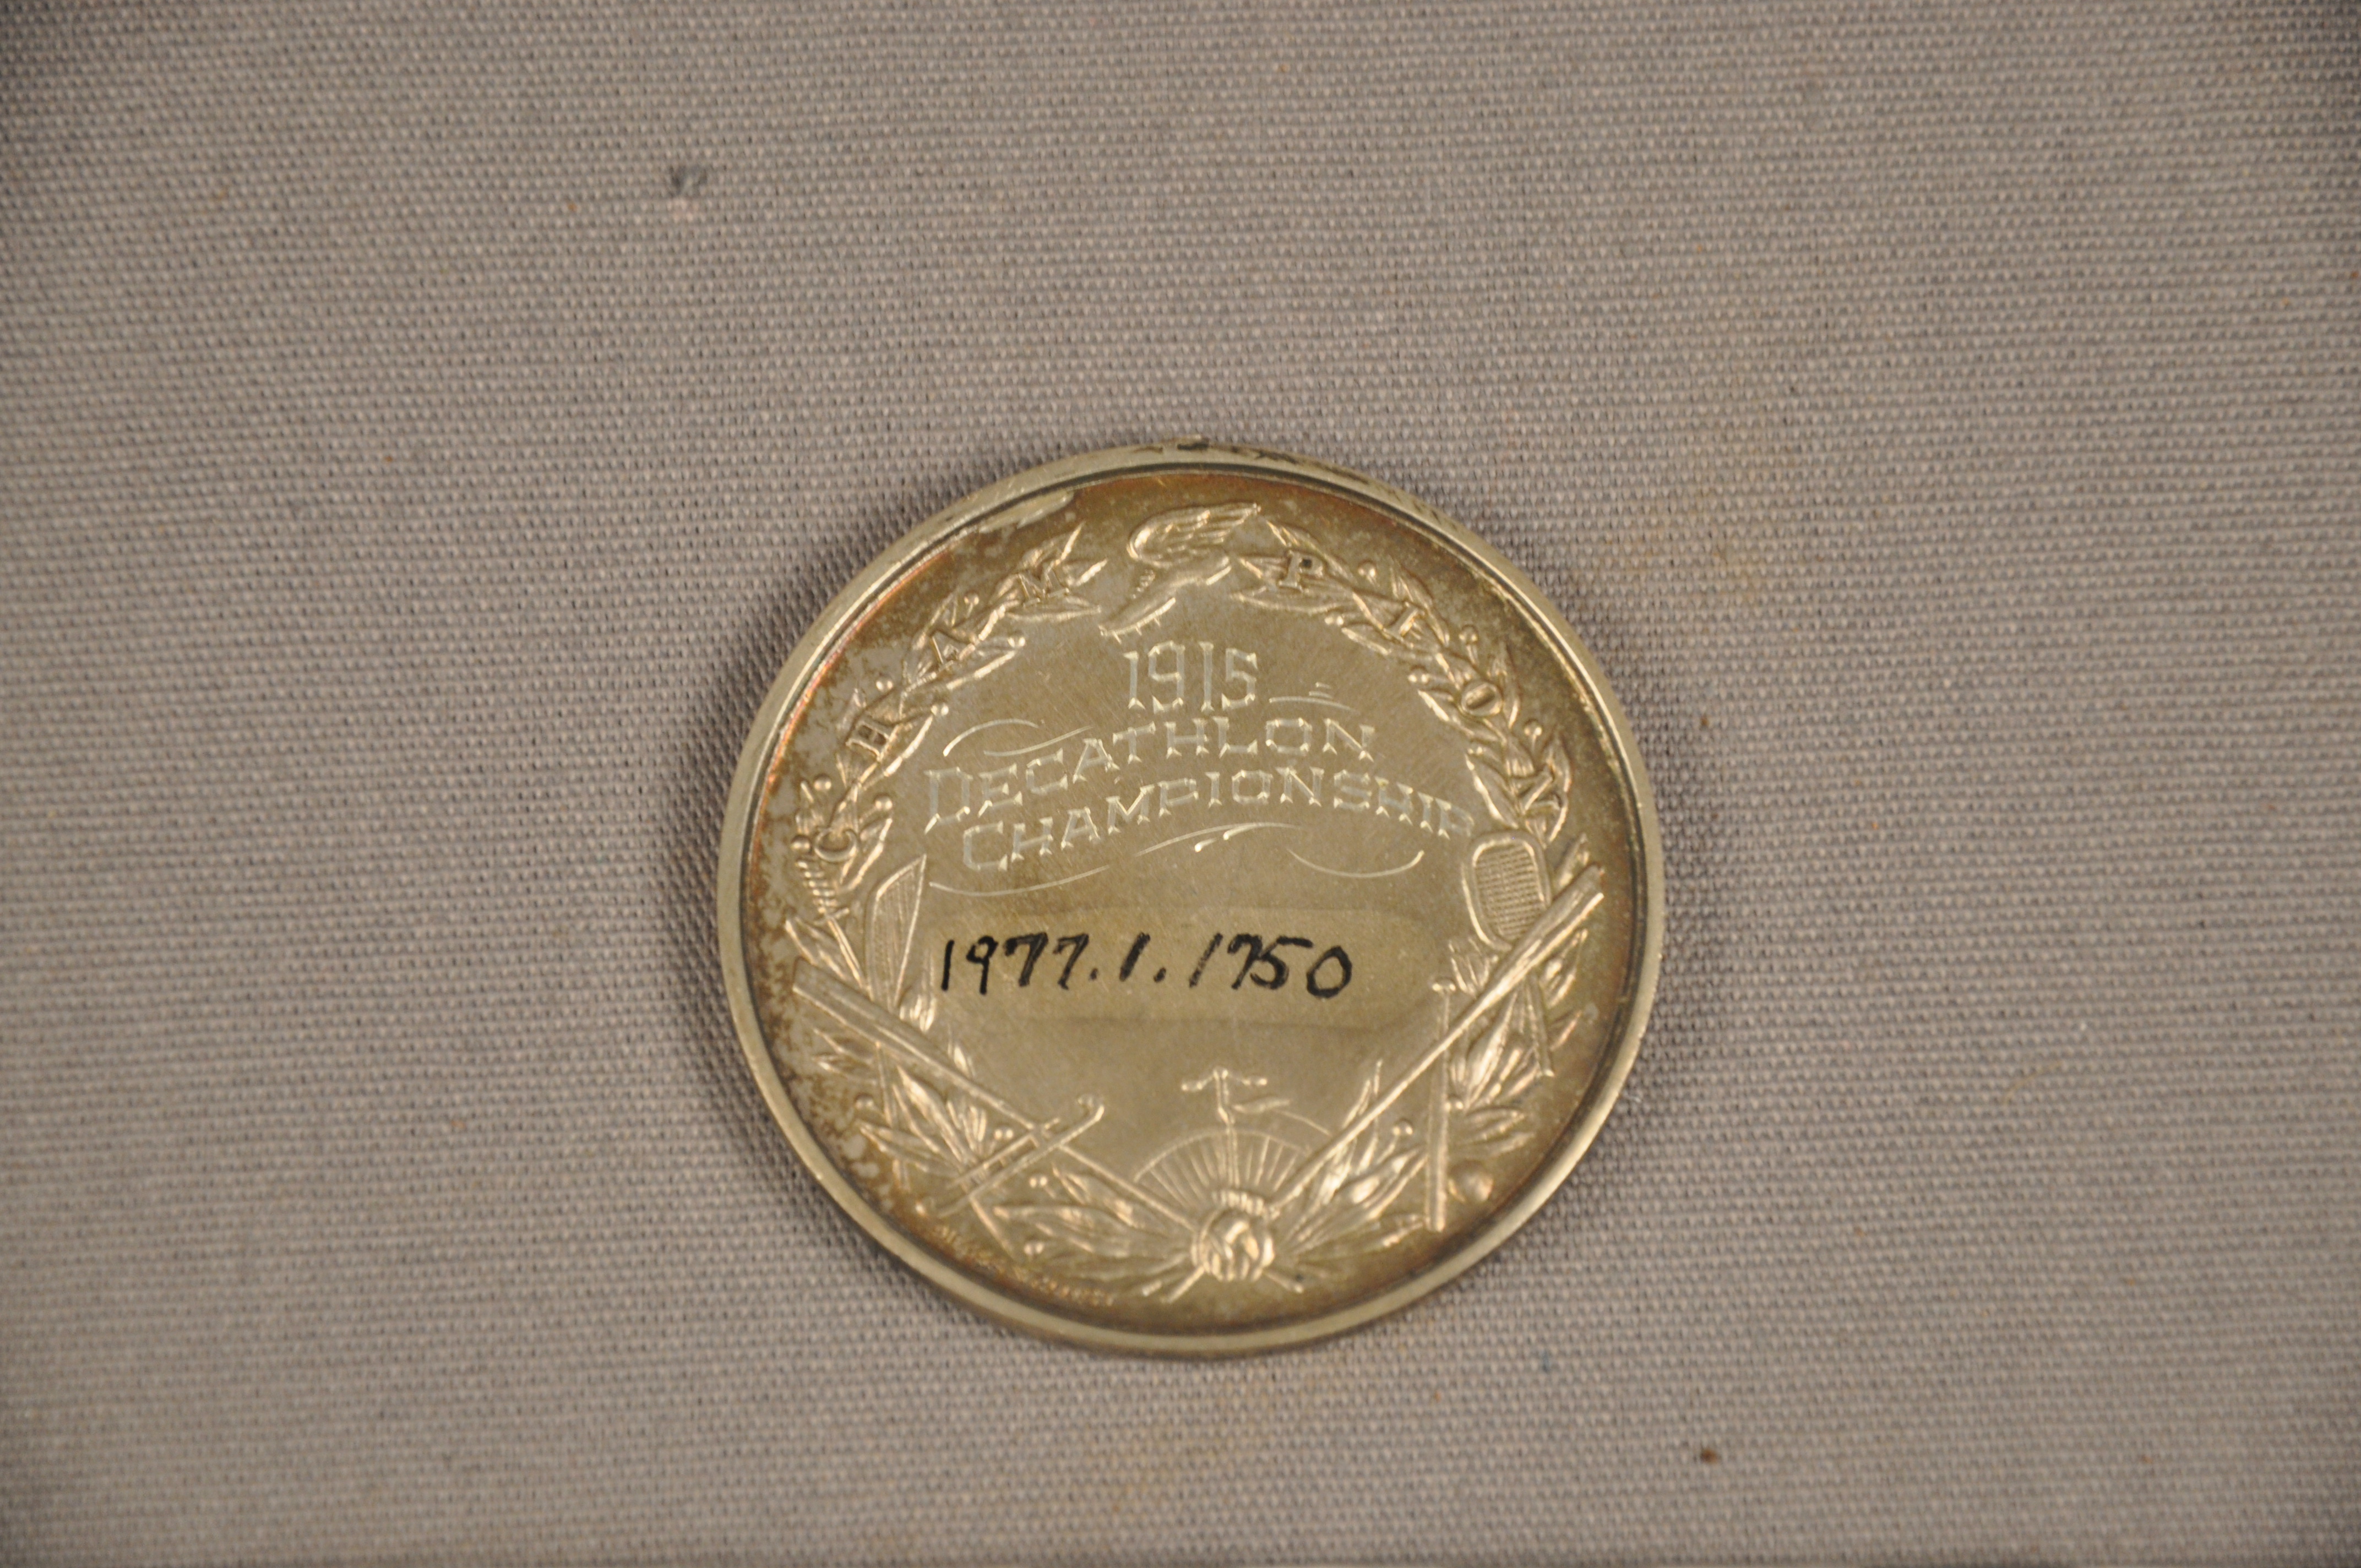 CHAMPION
1915
DECATHLON
CHAMPIONSHIP
1977.1.1750